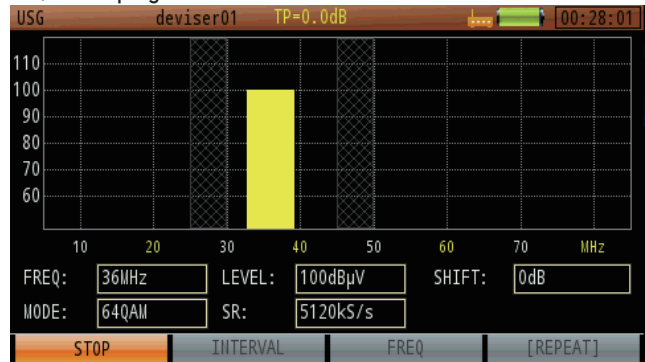 USG deviser01 TP=0.0dB 00:28:01
110
100
90
80
70
60
10 20 30 40 50 60 70 MHz
FREQ: 36MHz LEVEL: 100dBµV SHIFT: 0dB
MODE: 64QAM SR: 5120kS/s
STOP INTERVAL FREQ [REPEAT]